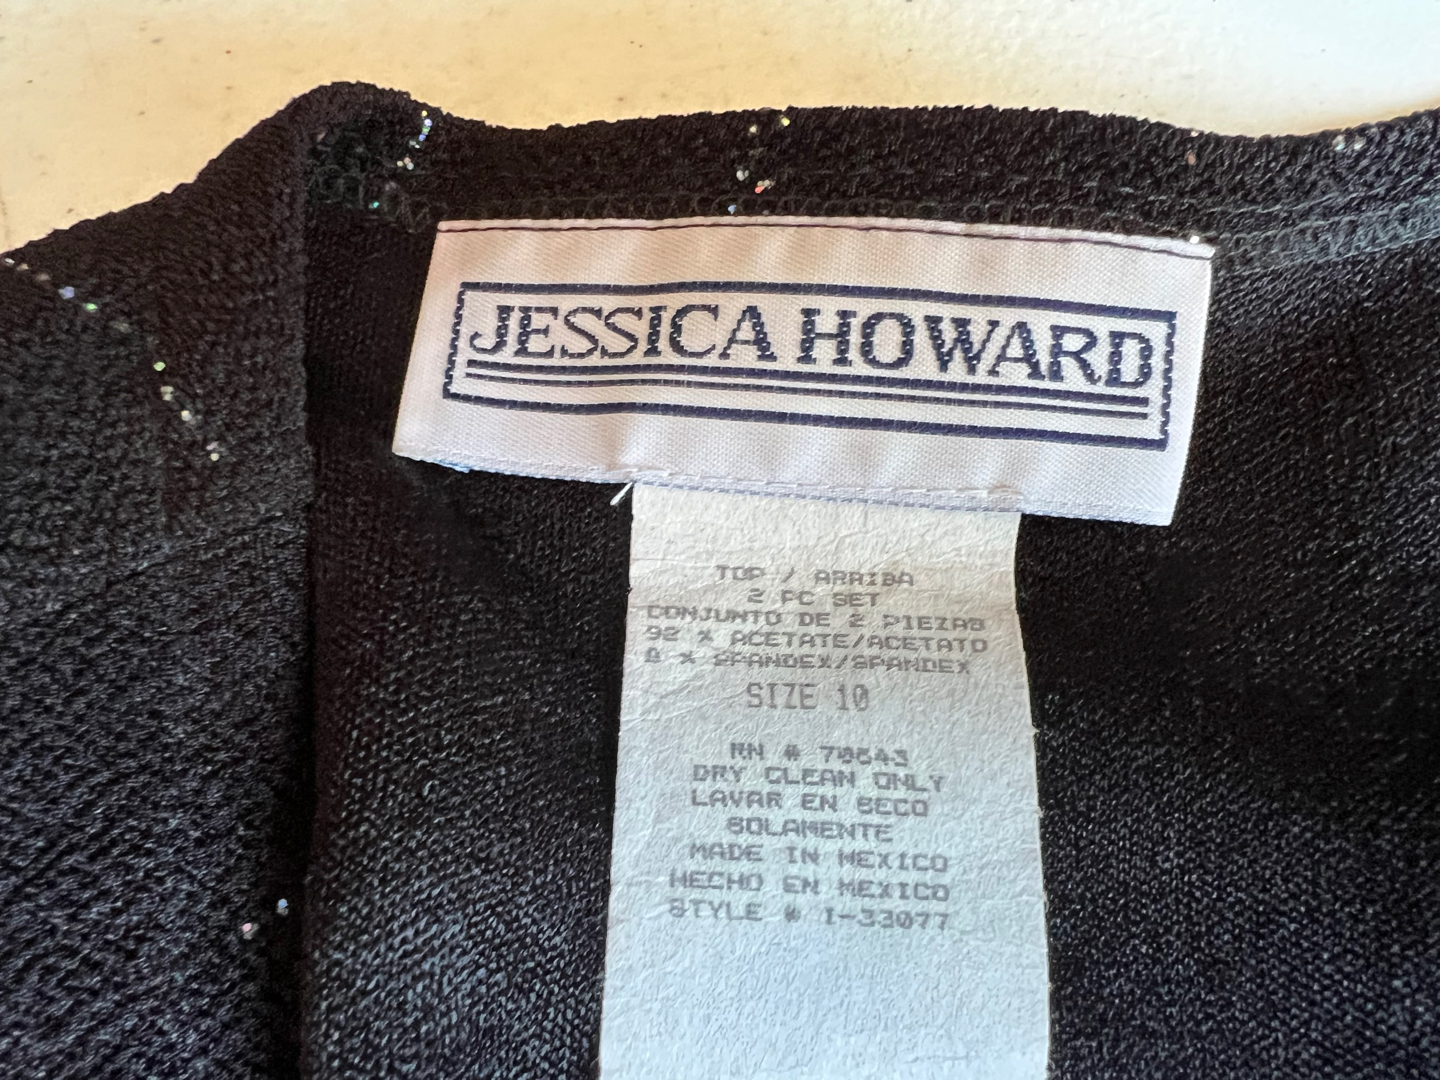 JESSICA HOWARD
TOP / ARRIBA
2 PC SET
CONJUNTO DE 2 PIEZAS
92 % ACETATE/ACETATO
8 % SPANDEX/SPANDEX
SIZE 10
RN # 70643
DRY CLEAN ONLY
LAVAR EN SECO
SOLAMENTE
MADE IN MEXICO
HECHO EN MEXICO
STYLE # I-33077